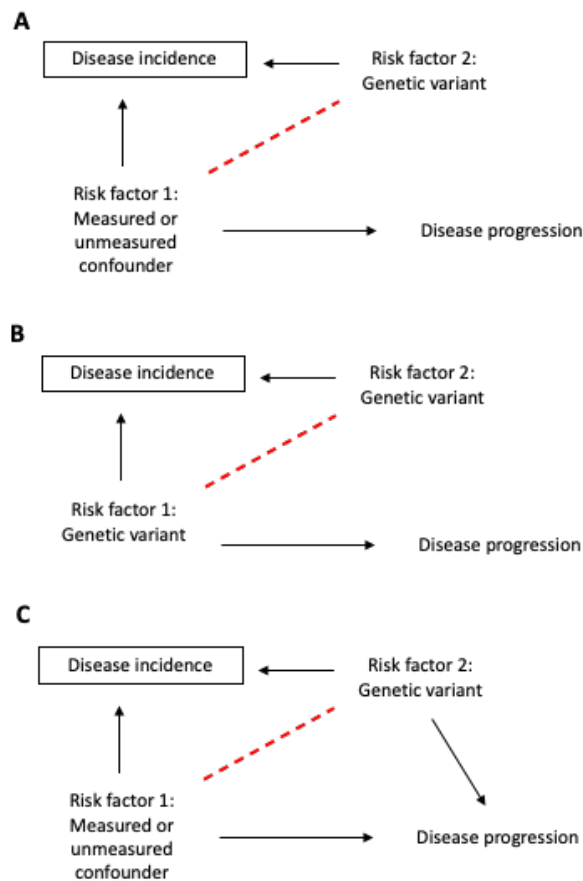 A
Disease incidence
Risk factor 2:
Genetic variant
Risk factor 1:
Measured or
unmeasured
confounder
Disease progression
B
Disease incidence
Risk factor 2:
Genetic variant
Risk factor 1:
Genetic variant
Disease progression
C
Disease incidence
Risk factor 2:
Genetic variant
Risk factor 1:
Measured or
unmeasured
confounder
Disease progression